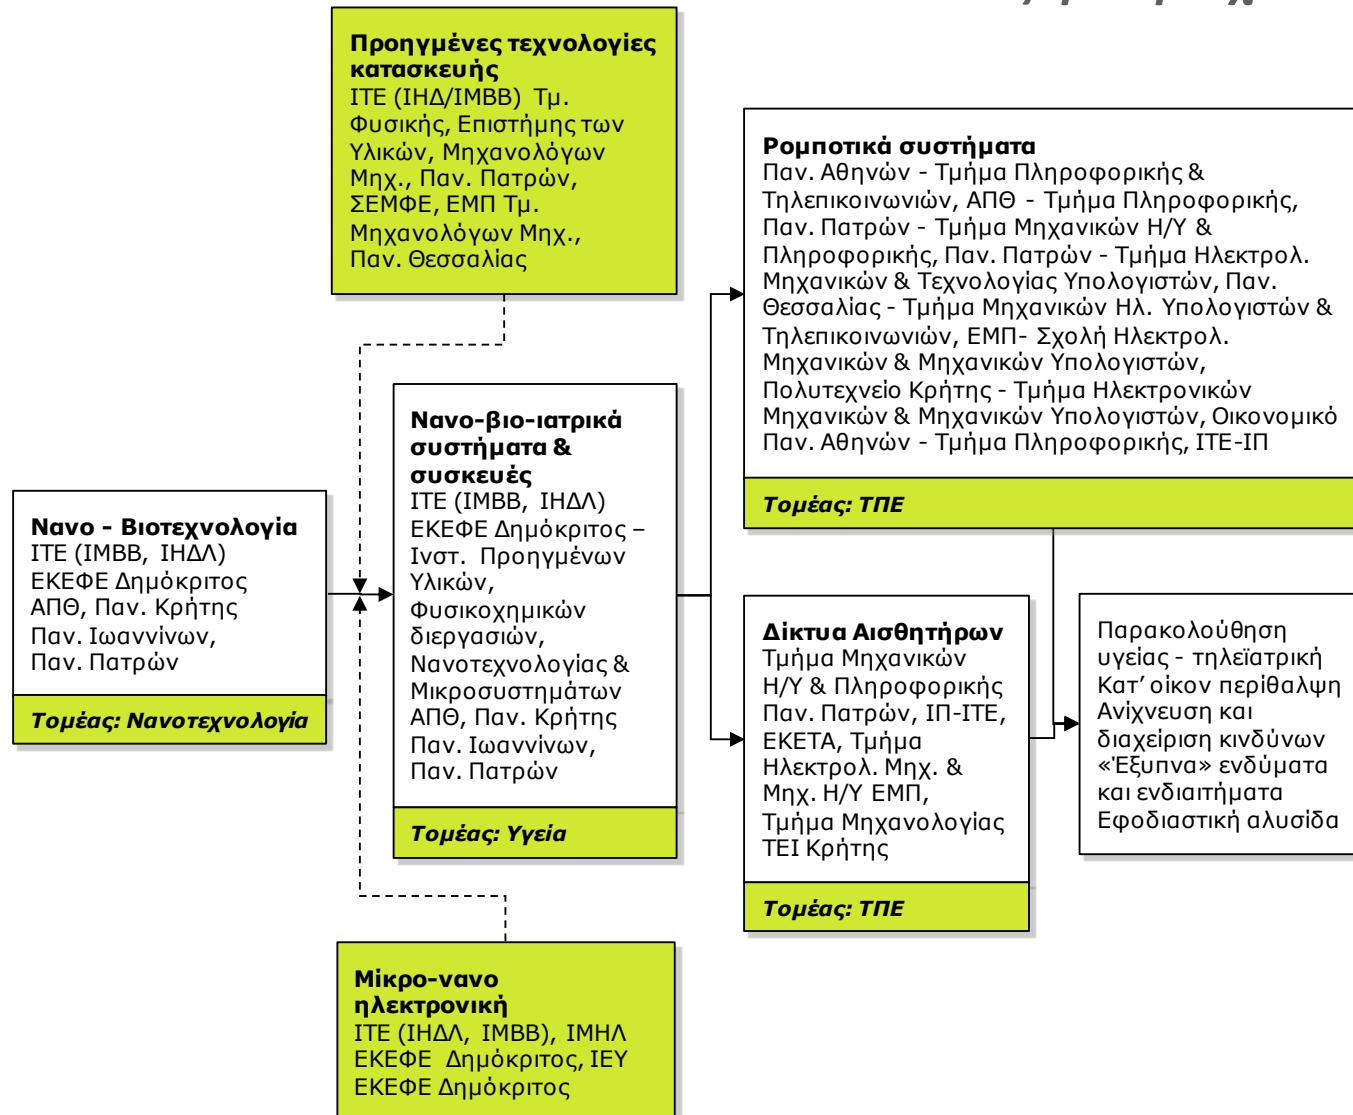 Προηγμένες τεχνολογίες
κατασκευής
ΙΤΕ (ΙΗΔ/ΙΜΒΒ) Τμ.
Φυσικής, Επιστήμης των
Υλικών, Μηχανολόγων
Μηχ., Παν. Πατρών,
ΣΕΜΦΕ, ΕΜΠ Τμ.
Μηχανολόγων Μηχ.,
Παν. Θεσσαλίας
Ρομποτικά συστήματα
Παν. Αθηνών - Τμήμα Πληροφορικής &
Τηλεπικοινωνιών, ΑΠΘ - Τμήμα Πληροφορικής,
Παν. Πατρών - Τμήμα Μηχανικών Η/Υ &
Πληροφορικής, Παν. Πατρών - Τμήμα Ηλεκτρολ.
Μηχανικών & Τεχνολογίας Υπολογιστών, Παν.
Θεσσαλίας - Τμήμα Μηχανικών Ηλ. Υπολογιστών &
Τηλεπικοινωνιών, ΕΜΠ- Σχολή Ηλεκτρολ.
Μηχανικών & Μηχανικών Υπολογιστών,
Πολυτεχνείο Κρήτης - Τμήμα Ηλεκτρονικών
Μηχανικών & Μηχανικών Υπολογιστών, Οικονομικό
Παν. Αθηνών - Τμήμα Πληροφορικής, ΙΤΕ-ΙΠ
Τομέας: ΤΠΕ
Νανο - Βιοτεχνολογία
ΙΤΕ (ΙΜΒΒ, ΙΗΔΛ)
ΕΚΕΦΕ Δημόκριτος
ΑΠΘ, Παν. Κρήτης
Παν. Ιωαννίνων,
Παν. Πατρών
Τομέας: Νανοτεχνολογία
Νανο-βιο-ιατρικά
συστήματα &
συσκευές
ΙΤΕ (ΙΜΒΒ, ΙΗΔΛ)
ΕΚΕΦΕ Δημόκριτος –
Ινστ. Προηγμένων
Υλικών,
Φυσικοχημικών
διεργασιών,
Νανοτεχνολογίας &
Μικροσυστημάτων
ΑΠΘ, Παν. Κρήτης
Παν. Ιωαννίνων,
Παν. Πατρών
Τομέας: Υγεία
Δίκτυα Αισθητήρων
Τμήμα Μηχανικών
Η/Υ & Πληροφορικής
Παν. Πατρών, ΙΠ-ΙΤΕ,
ΕΚΕΤΑ, Τμήμα
Ηλεκτρολ. Μηχ. &
Μηχ. Η/Υ ΕΜΠ,
Τμήμα Μηχανολογίας
ΤΕΙ Κρήτης
Τομέας: ΤΠΕ
Παρακολούθηση
υγείας - τηλεϊατρική
Κατ’ οίκον περίθαλψη
Ανίχνευση και
διαχείριση κινδύνων
«Έξυπνα» ενδύματα
και ενδιαιτήματα
Εφοδιαστική αλυσίδα
Μίκρο-νανο
ηλεκτρονική
ΙΤΕ (ΙΗΔΛ, ΙΜΒΒ), ΙΜΗΛ
ΕΚΕΦΕ Δημόκριτος, ΙΕΥ
ΕΚΕΦΕ Δημόκριτος